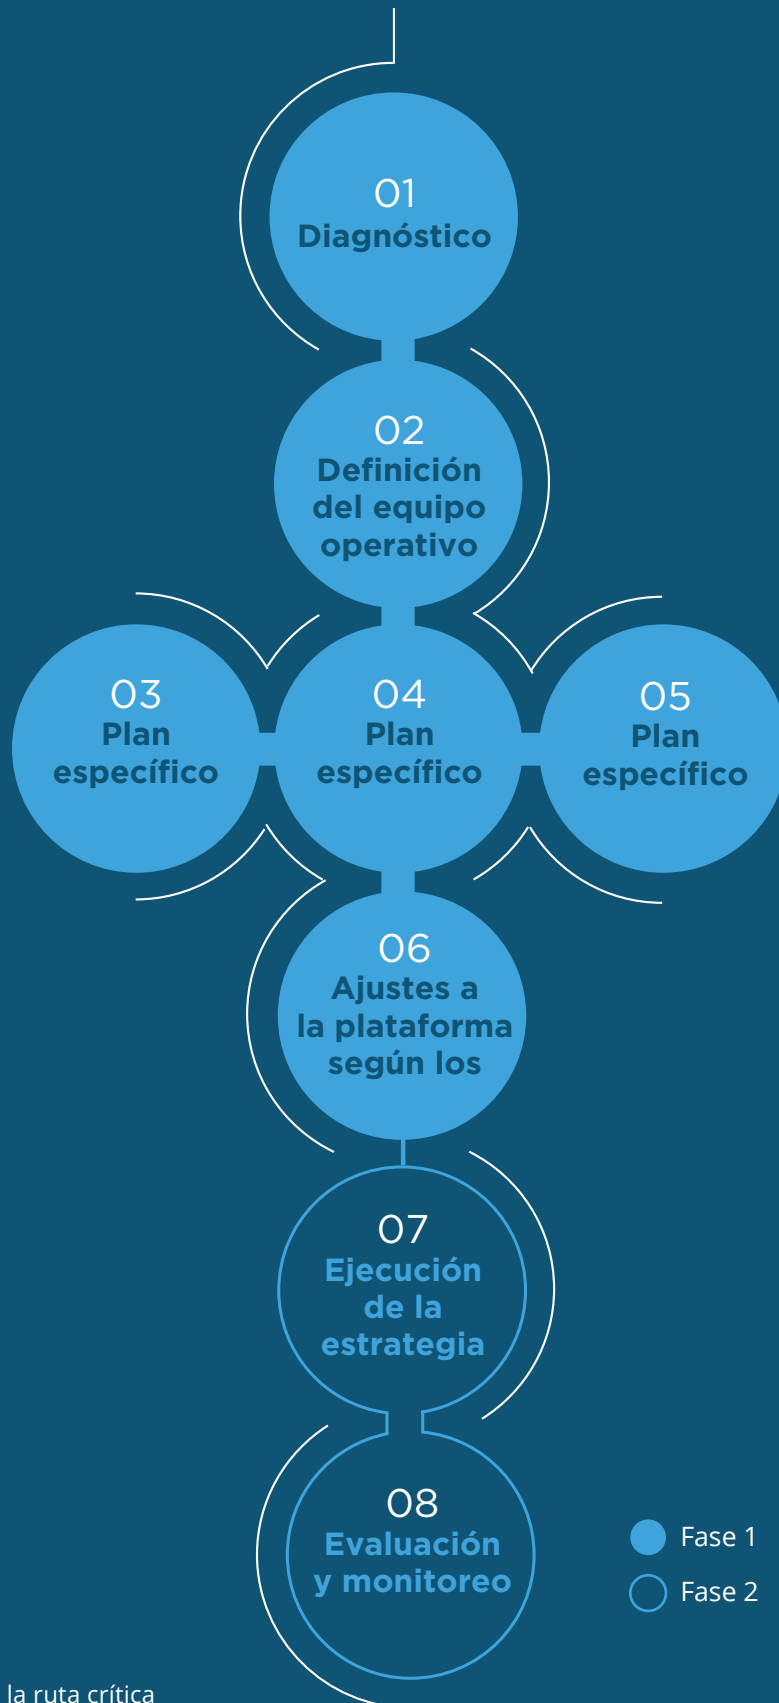 01
Diagnóstico
02
Definición
del equipo
operativo
03
Plan
específico
04
Plan
específico
05
Plan
específico
06
Ajustes a
la plataforma
según los
07
Ejecución
de la
estrategia
08
Evaluación
y monitoreo
Fase 1
Fase 2
la ruta crítica